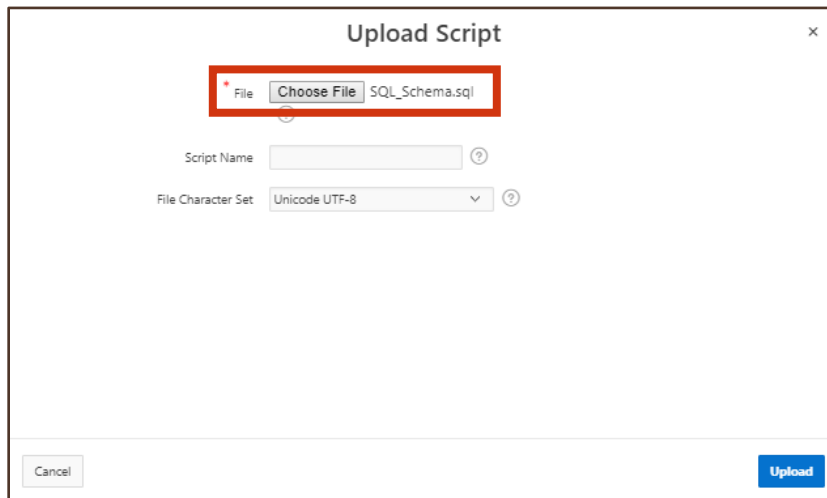 Upload Script
×
* File Choose File SQL_Schema.sql
?
Script Name ?
File Character Set Unicode UTF-8 ?
Cancel Upload